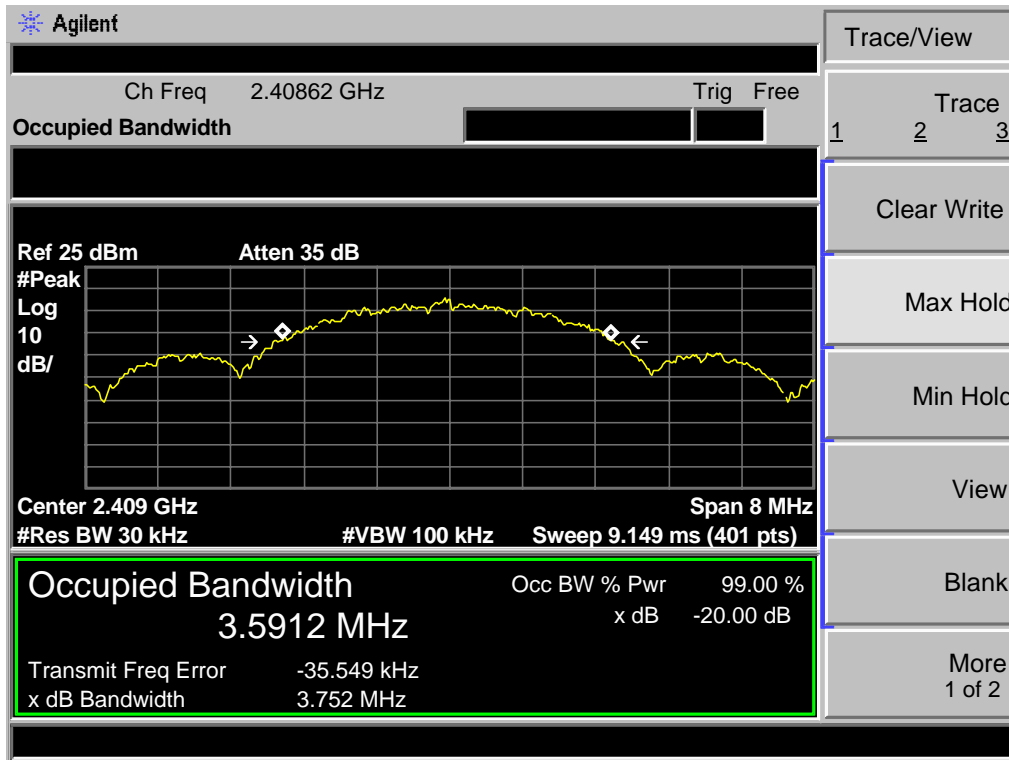 Agilent
Trace/View
Ch Freq 2.40862 GHz Trig Free
Occupied Bandwidth
Trace
1 2 3
Clear Write
Ref 25 dBm Atten 35 dB
#Peak
Log
10
dB/
Max Hold
Min Hold
View
Center 2.409 GHz Span 8 MHz
#Res BW 30 kHz #VBW 100 kHz Sweep 9.149 ms (401 pts)
Occupied Bandwidth Occ BW % Pwr 99.00 %
3.5912 MHz x dB -20.00 dB
Transmit Freq Error -35.549 kHz
x dB Bandwidth 3.752 MHz
Blank
More
1 of 2